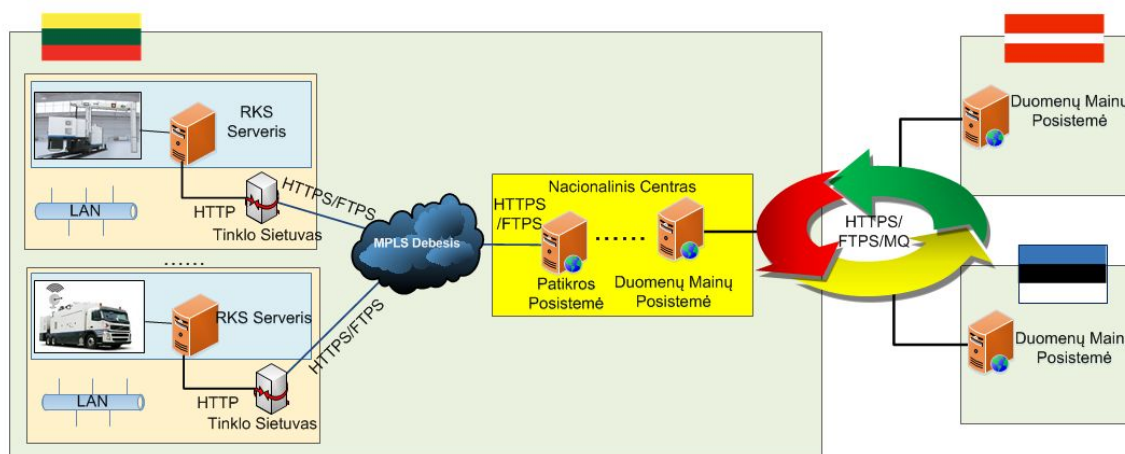 RKS
Serveris
LAN
HTTP
Tinklo Sietuvas
HTTPS/FTPS
......
RKS Serveris
LAN
HTTP
Tinklo Sietuvas
HTTPS/FTPS
MPLS Debesis
Nacionalinis Centras
HTTPS
/FTPS
......
Patikros
Posistemė
Duomenų Mainų
Posistemė
HTTPS/
FTPS/MQ
Duomenų Mainų
Posistemė
Duomenų Main
Posistemė